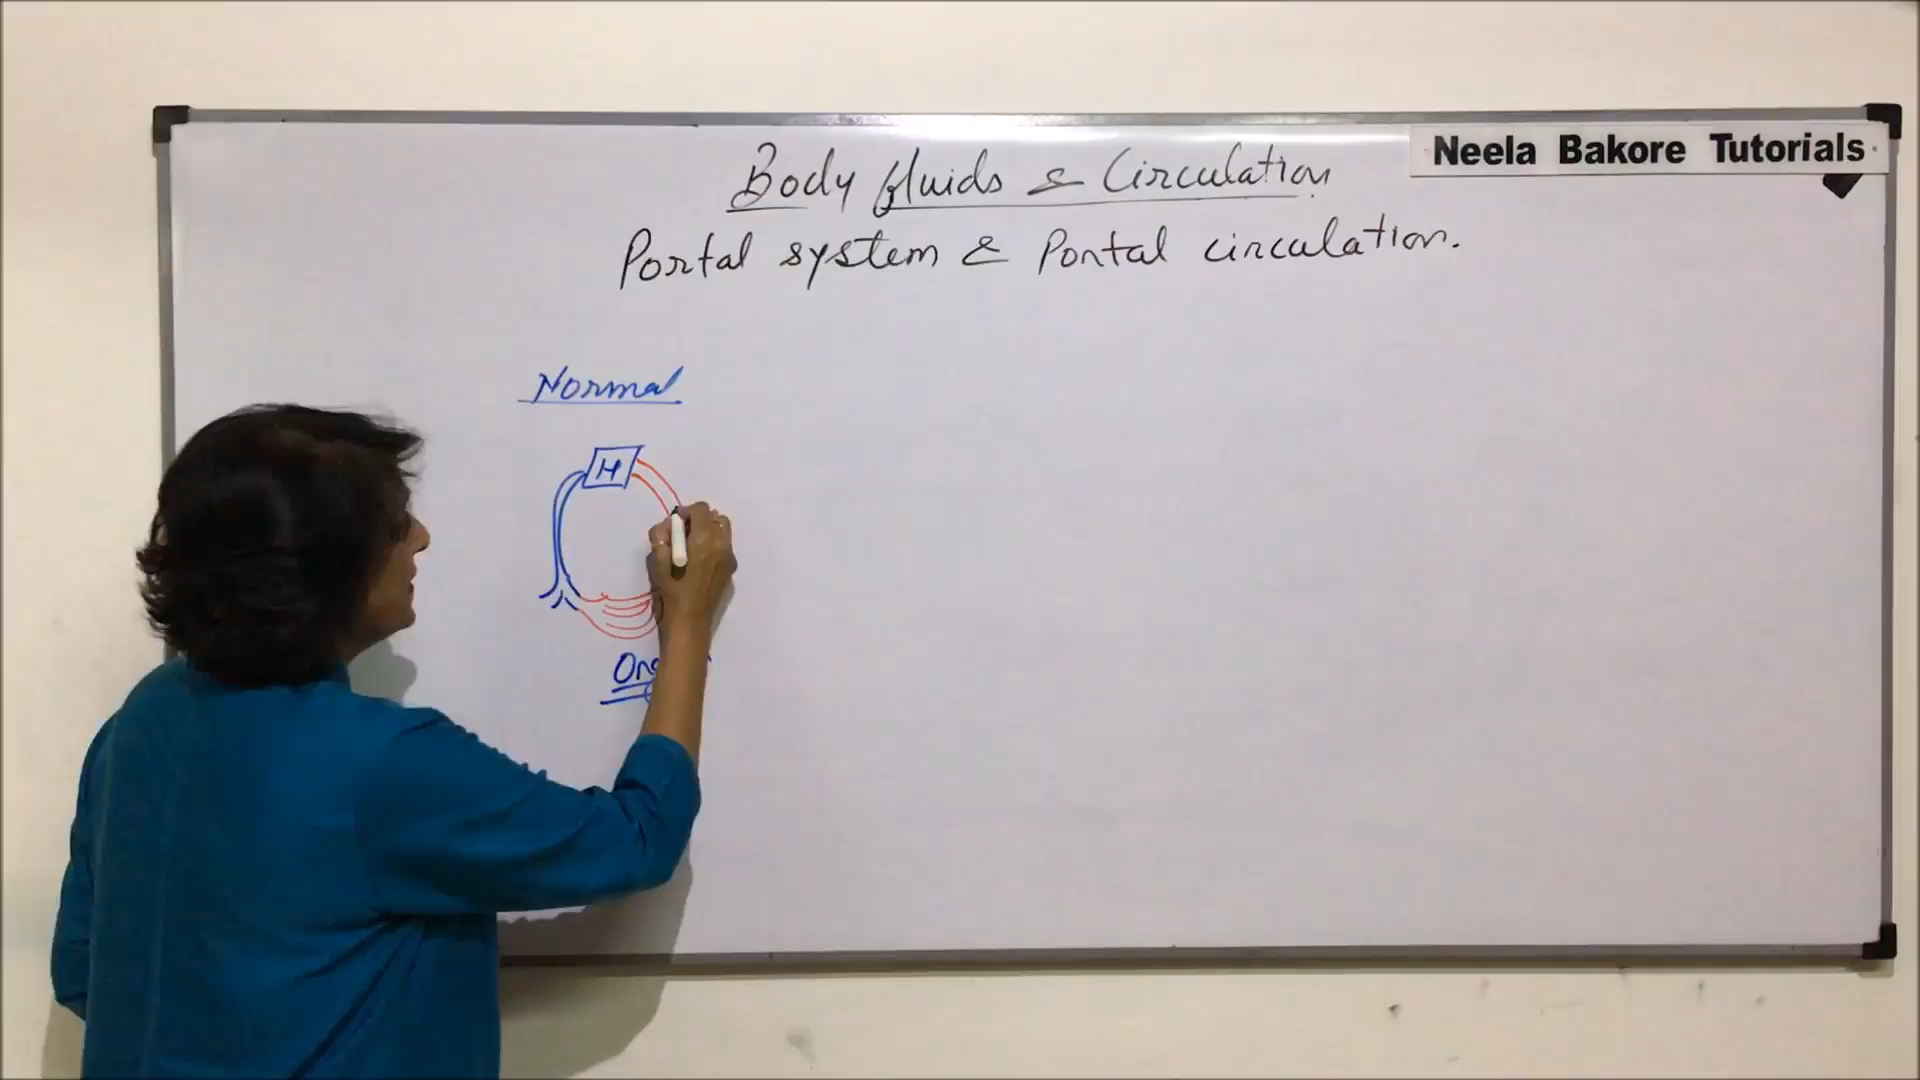 Neela Bakore Tutorials
Body fluids & Circulation
Portal system & Portal circulation.
Normal
H